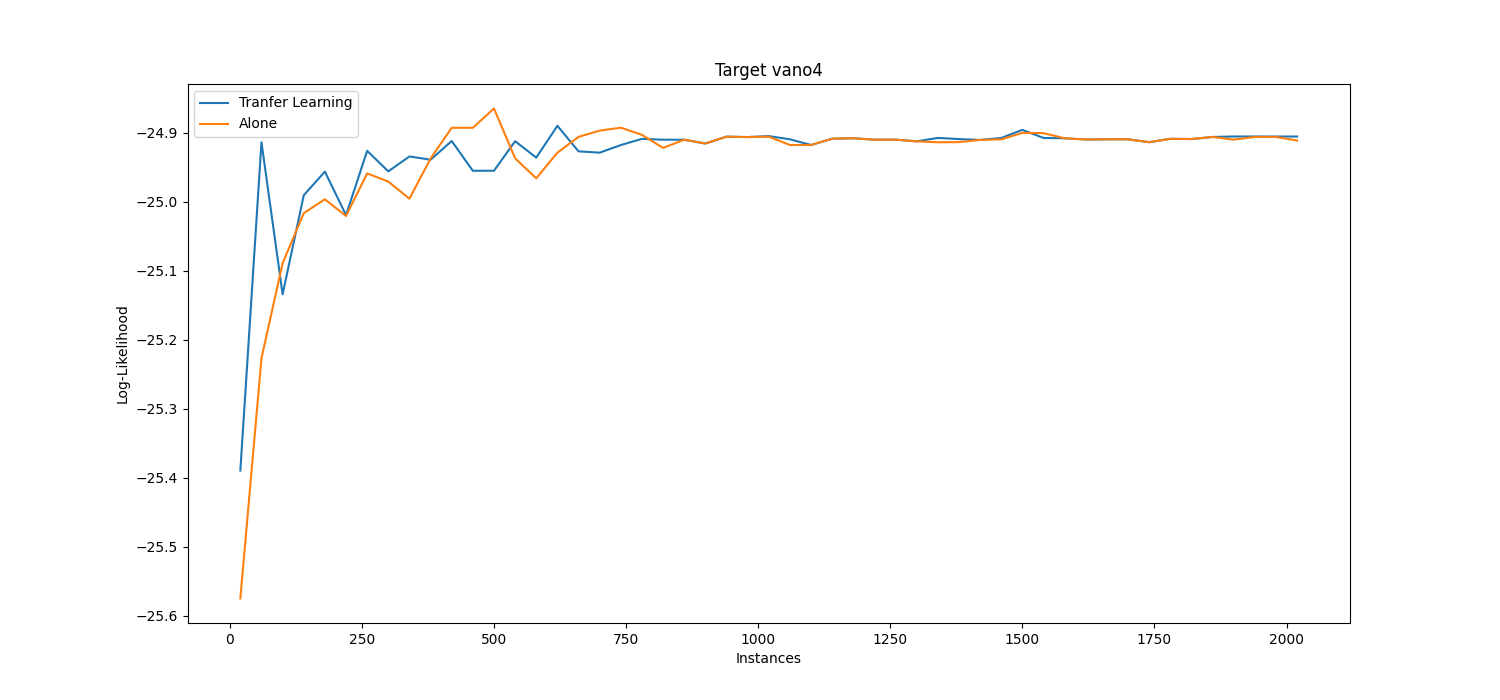 Target vano4
Tranfer Learning
Alone
−24.9
−25.0
−25.1
−25.2
−25.3
−25.4
−25.5
−25.6
Log-Likelihood
0 250 500 750 1000 1250 1500 1750 2000
Instances